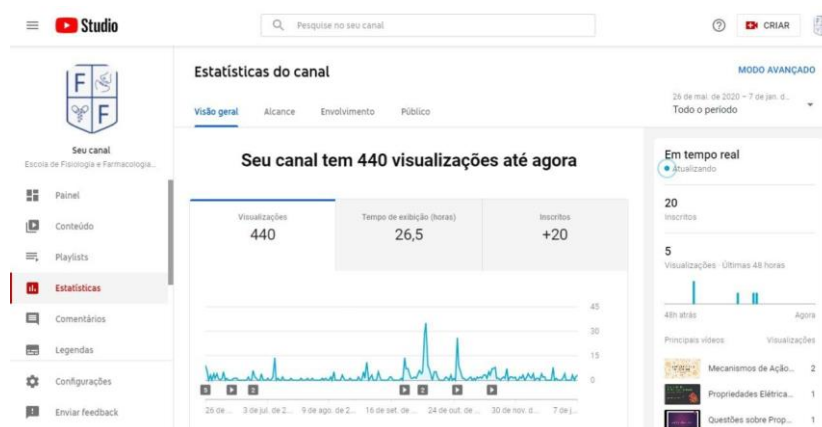 Studio
Pesquise no seu canal
CRIAR
F
F
Seu canal
Escola de Fisiologia e Farmacologia...
Painel
Conteúdo
Playlists
Estatísticas
Comentários
Legendas
Configurações
Enviar feedback
Estatísticas do canal
MODO AVANÇADO
Visão geral Alcance Envolvimento Público
26 de mai. de 2020 – 7 de jan. d...
Todo o período
Seu canal tem 440 visualizações até agora
Visualizações
440
Tempo de exibição (horas)
26,5
Inscritos
+20
45
30
15
0
2
2
26 de ... 3 de jul. de 2... 9 de ago. de 2... 16 de set. de ... 24 de out. de ... 30 de nov. d... 7 de j...
Em tempo real
Atualizando
20
Inscritos
5
Visualizações · Últimas 48 horas
48h atrás Agora
Principais vídeos Visualizações
Mecanismos de Ação... 2
Propriedades Elétrica... 1
Questões sobre Prop... 1